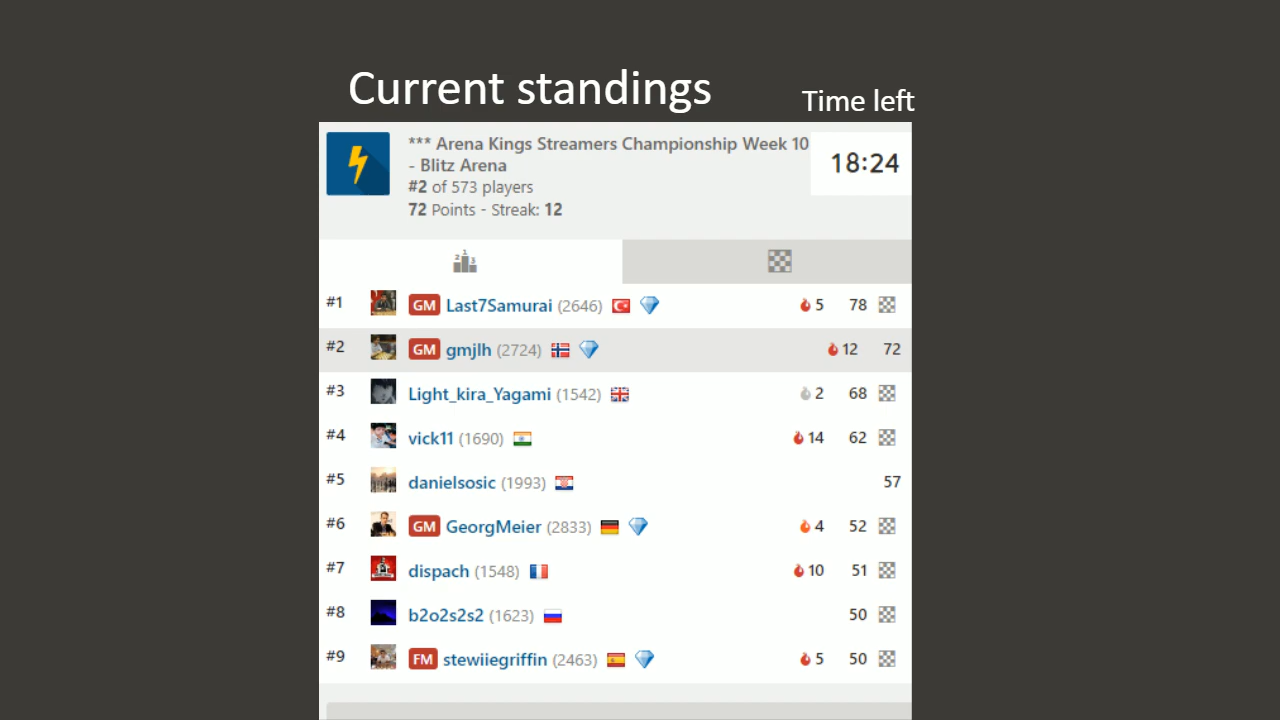 Current standings
Time left
*** Arena Kings Streamers Championship Week 10
- Blitz Arena
18:24
#2 of 573 players
72 Points - Streak: 12
#1 GM Last7Samurai (2646) 5 78
#2 GM gmjlh (2724) 12 72
#3 Light_kira_Yagami (1542) 2 68
#4 vick11 (1690) 14 62
#5 danielsosic (1993) 57
#6 GM GeorgMeier (2833) 4 52
#7 dispach (1548) 10 51
#8 b2o2s2s2 (1623) 50
#9 FM stewiiegriffin (2463) 5 50